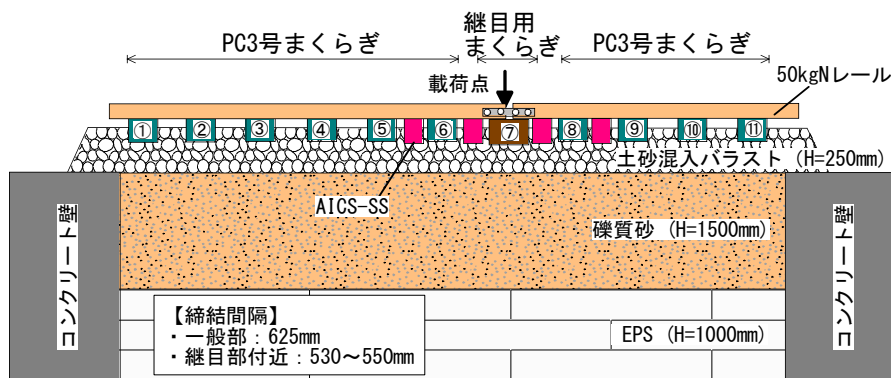 PC3号まくらぎ
継目用
まくらぎ
PC3号まくらぎ
載荷点
50kgNレール
①
②
③
④
⑤
⑥
⑦
⑧
⑨
⑩
⑪
土砂混入バラスト (H=250mm)
AICS-SS
コンクリート壁
礫質砂 (H=1500mm)
コンクリート壁
【締結間隔】
・一般部：625mm
・継目部付近：530～550mm
EPS (H=1000mm)